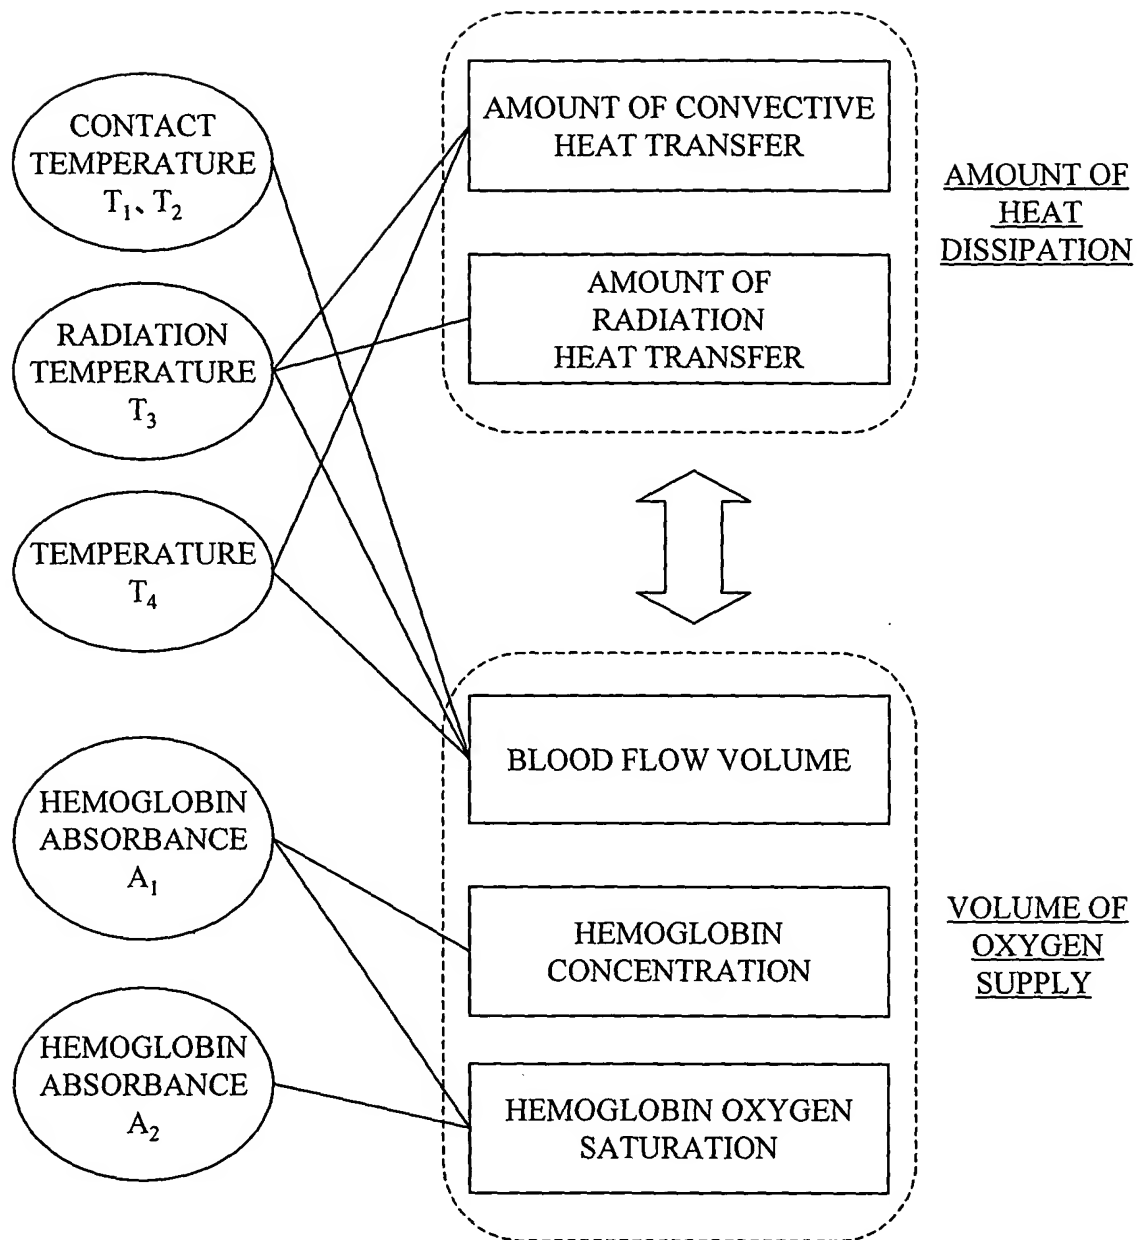 CONTACT
TEMPERATURE
T₁、T₂
RADIATION
TEMPERATURE
T₃
TEMPERATURE
T₄
HEMOGLOBIN
ABSORBANCE
A₁
HEMOGLOBIN
ABSORBANCE
A₂
AMOUNT OF CONVECTIVE
HEAT TRANSFER
AMOUNT OF
RADIATION
HEAT TRANSFER
AMOUNT OF
HEAT
DISSIPATION
BLOOD FLOW VOLUME
HEMOGLOBIN
CONCENTRATION
HEMOGLOBIN OXYGEN
SATURATION
VOLUME OF
OXYGEN
SUPPLY